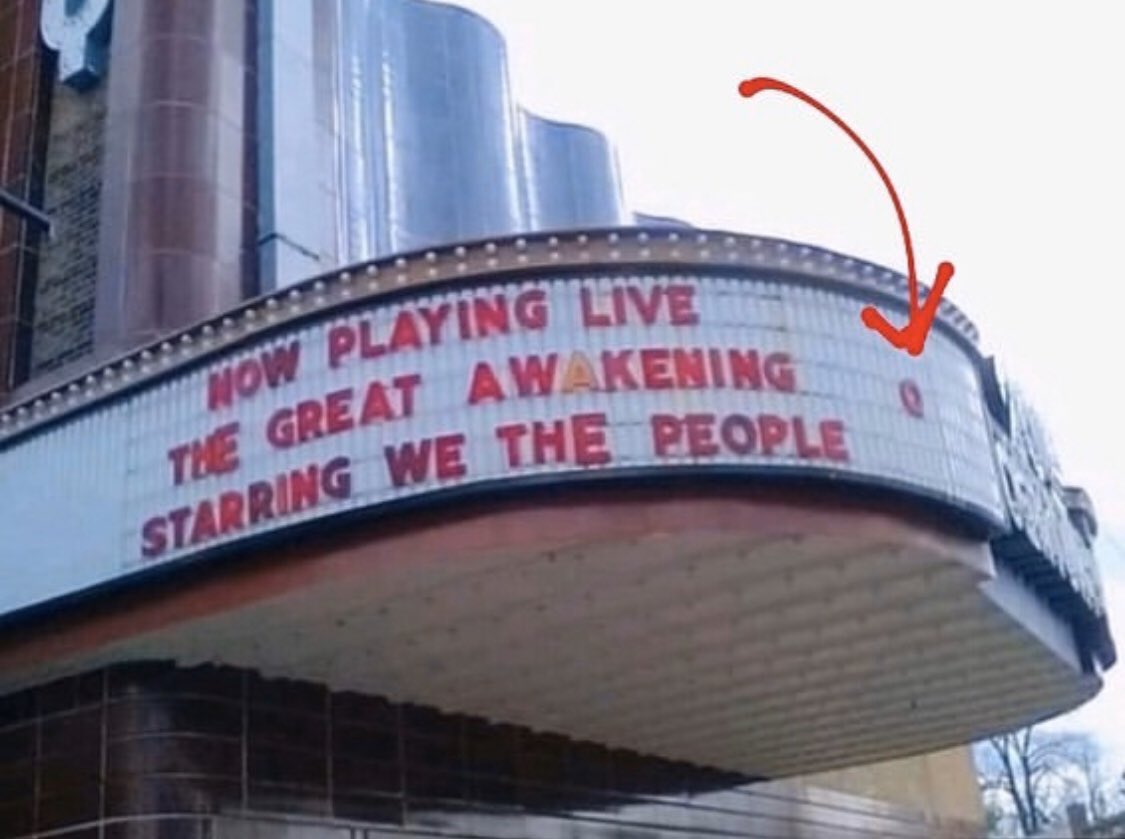 NOW PLAYING LIVE
THE GREAT AWAKENING Q
STARRING WE THE PEOPLE